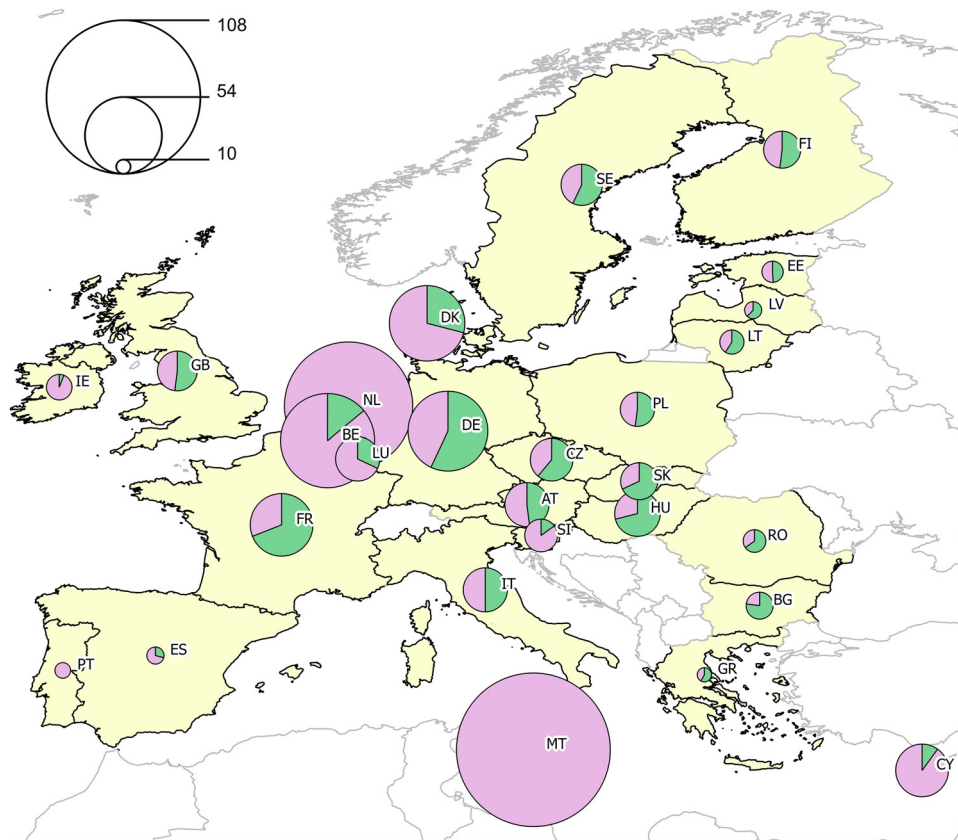 108
54
10
FI
SE
EE
LV
DK
LT
GB
IE
NL
PL
BE
DE
LU
CZ
SK
AT
HU
FR
SI
RO
IT
BG
ES
PT
GR
MT
CY